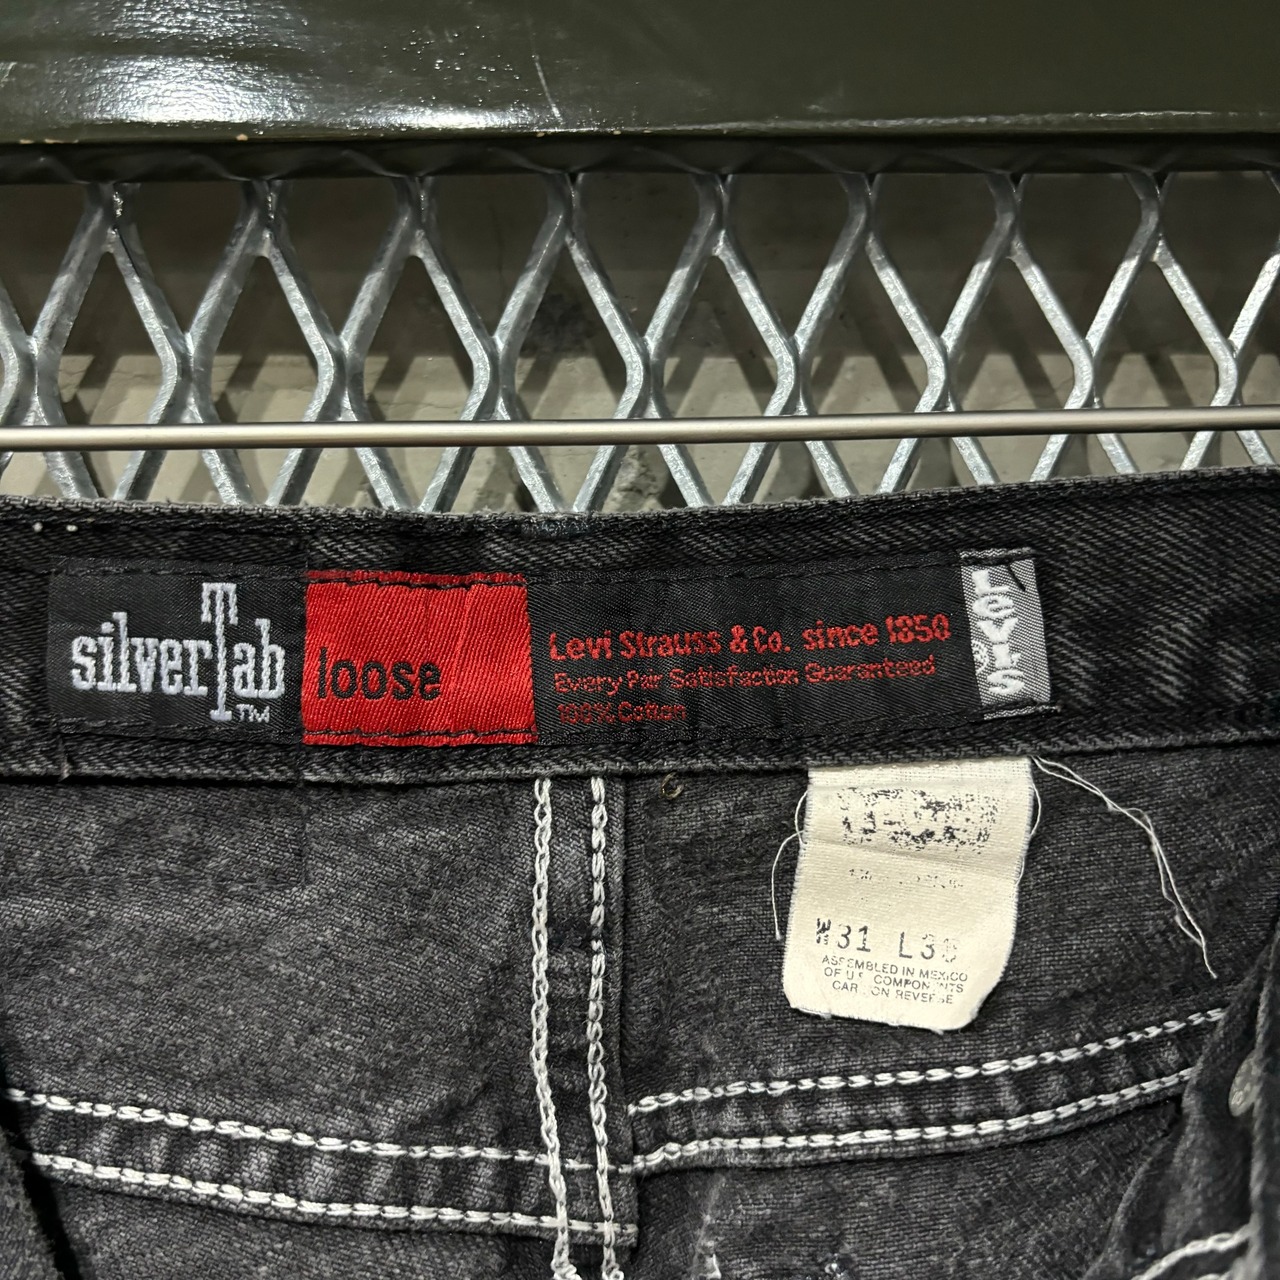 silverTab
TM
loose
Levi Strauss & Co. since 1850
Every Pair Satisfaction Guaranteed
100% Cotton
Levi's
®
W31 L30
ASSEMBLED IN MEXICO
OF U.S. COMPONENTS
CARE ON REVERSE